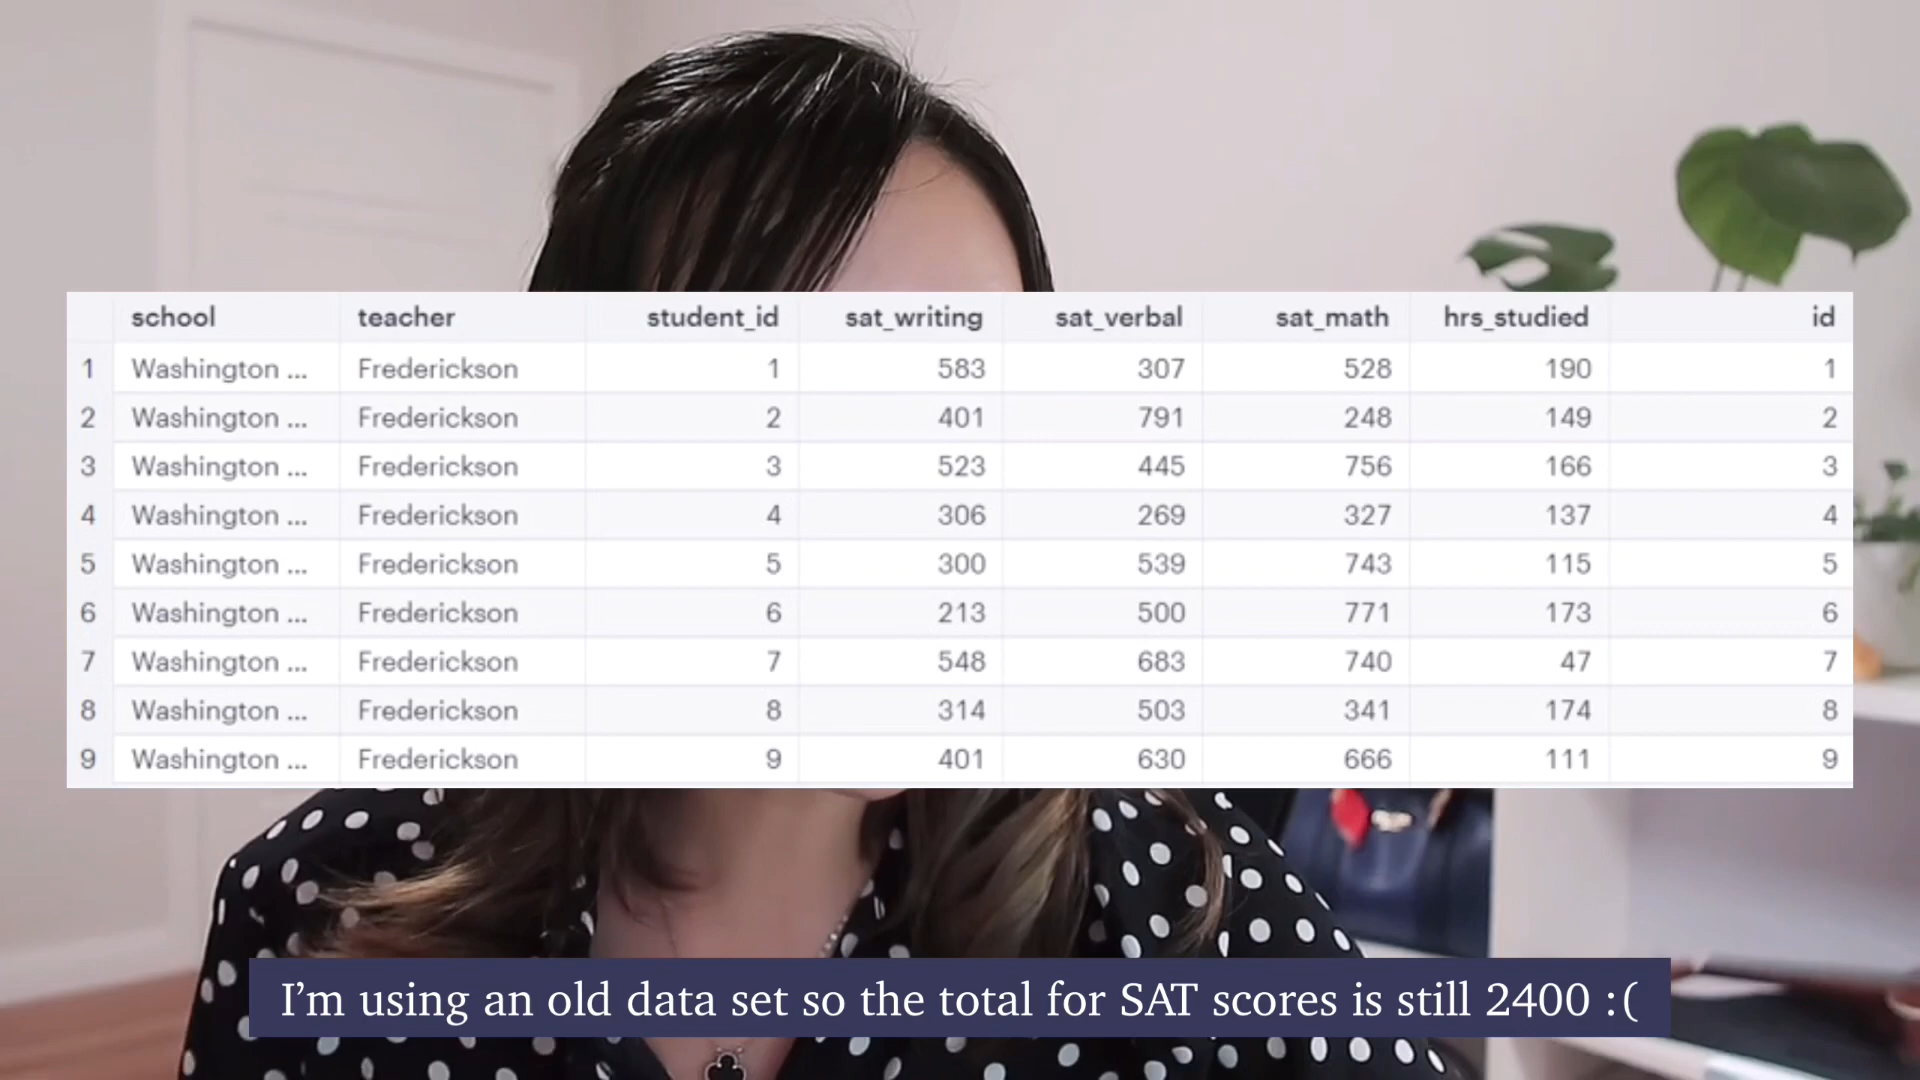 school teacher student_id sat_writing sat_verbal sat_math hrs_studied id
1 Washington ... Frederickson 1 583 307 528 190 1
2 Washington ... Frederickson 2 401 791 248 149 2
3 Washington ... Frederickson 3 523 445 756 166 3
4 Washington ... Frederickson 4 306 269 327 137 4
5 Washington ... Frederickson 5 300 539 743 115 5
6 Washington ... Frederickson 6 213 500 771 173 6
7 Washington ... Frederickson 7 548 683 740 47 7
8 Washington ... Frederickson 8 314 503 341 174 8
9 Washington ... Frederickson 9 401 630 666 111 9
I’m using an old data set so the total for SAT scores is still 2400 :(